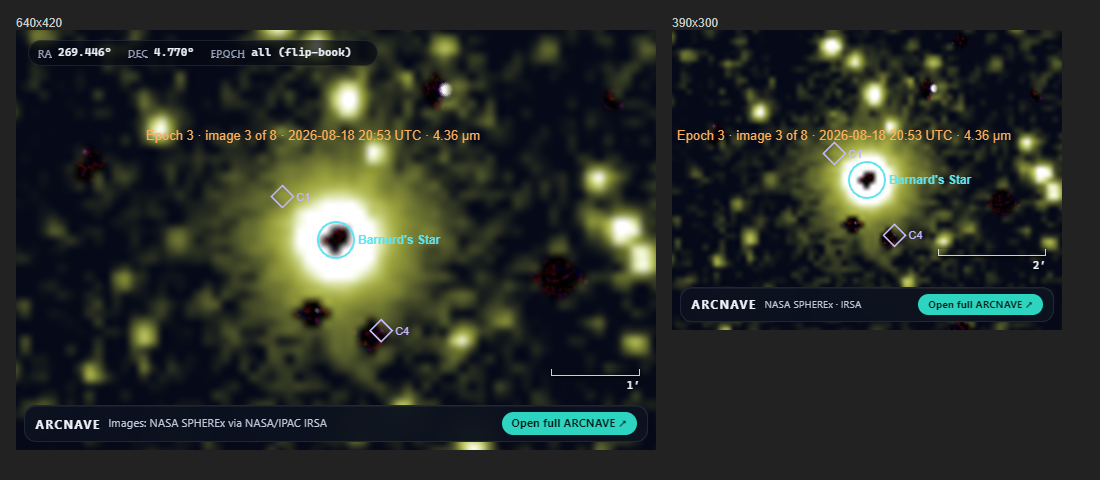 640x420
RA 269.446° DEC 4.770° EPOCH all (flip-book)
Epoch 3 · image 3 of 8 · 2026-08-18 20:53 UTC · 4.36 µm
C1
Barnard's Star
C4
1′
ARCNAVE Images: NASA SPHEREx via NASA/IPAC IRSA Open full ARCNAVE ↗
390x300
Epoch 3 · image 3 of 8 · 2026-08-18 20:53 UTC · 4.36 µm
C1
Barnard's Star
C4
2′
ARCNAVE NASA SPHEREx · IRSA Open full ARCNAVE ↗